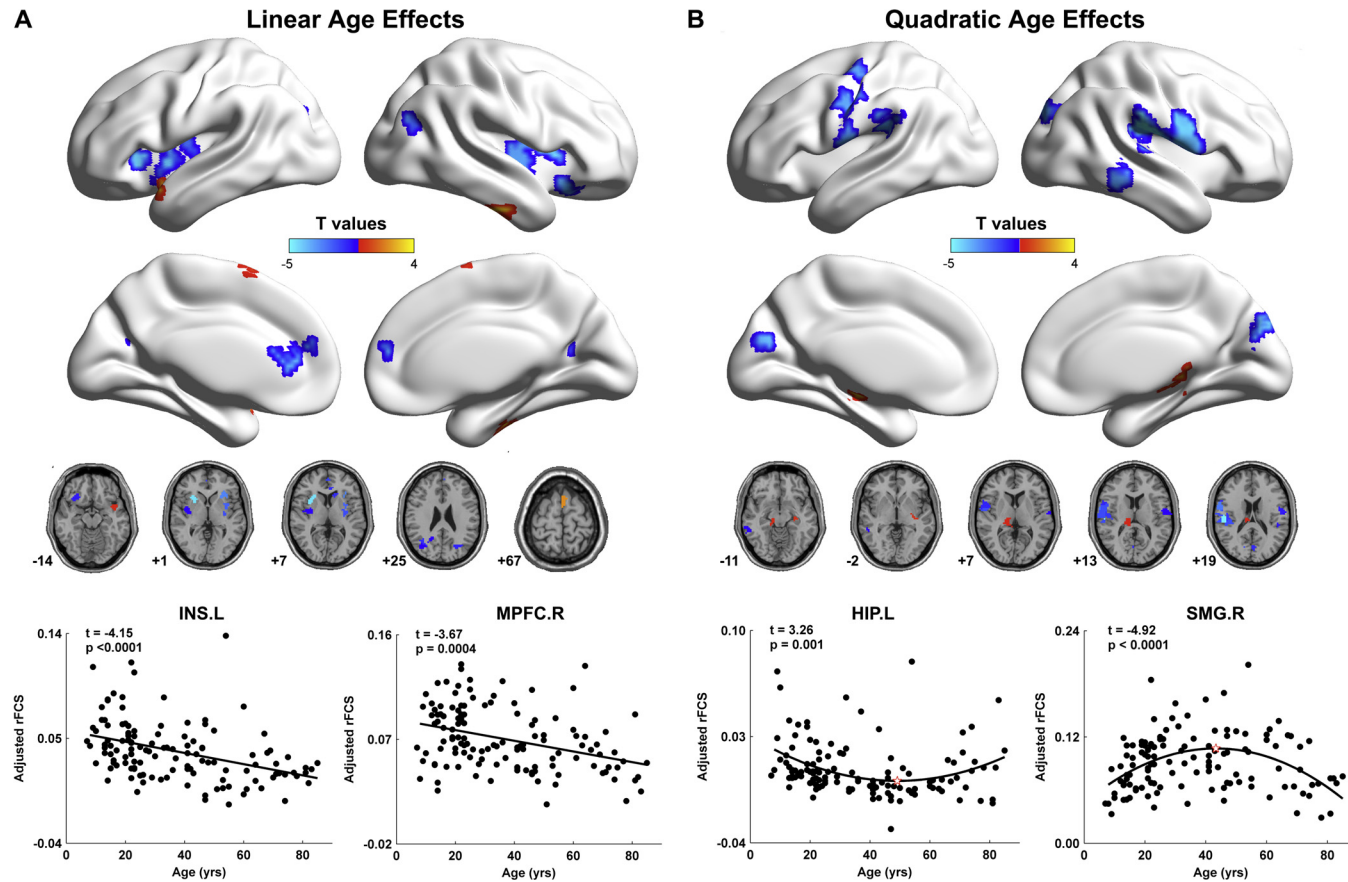 A Linear Age Effects
B Quadratic Age Effects
T values
-5 4
T values
-5 4
-14 +1 +7 +25 +67
-11 -2 +7 +13 +19
INS.L
t = -4.15
p <0.0001
Adjusted rFCS
0.14
0.05
-0.04
0 20 40 60 80
Age (yrs)
MPFC.R
t = -3.67
p = 0.0004
Adjusted rFCS
0.16
0.07
-0.02
0 20 40 60 80
Age (yrs)
HIP.L
t = 3.26
p = 0.001
Adjusted rFCS
0.10
0.03
-0.04
0 20 40 60 80
Age (yrs)
SMG.R
t = -4.92
p < 0.0001
Adjusted rFCS
0.24
0.12
0.00
0 20 40 60 80
Age (yrs)